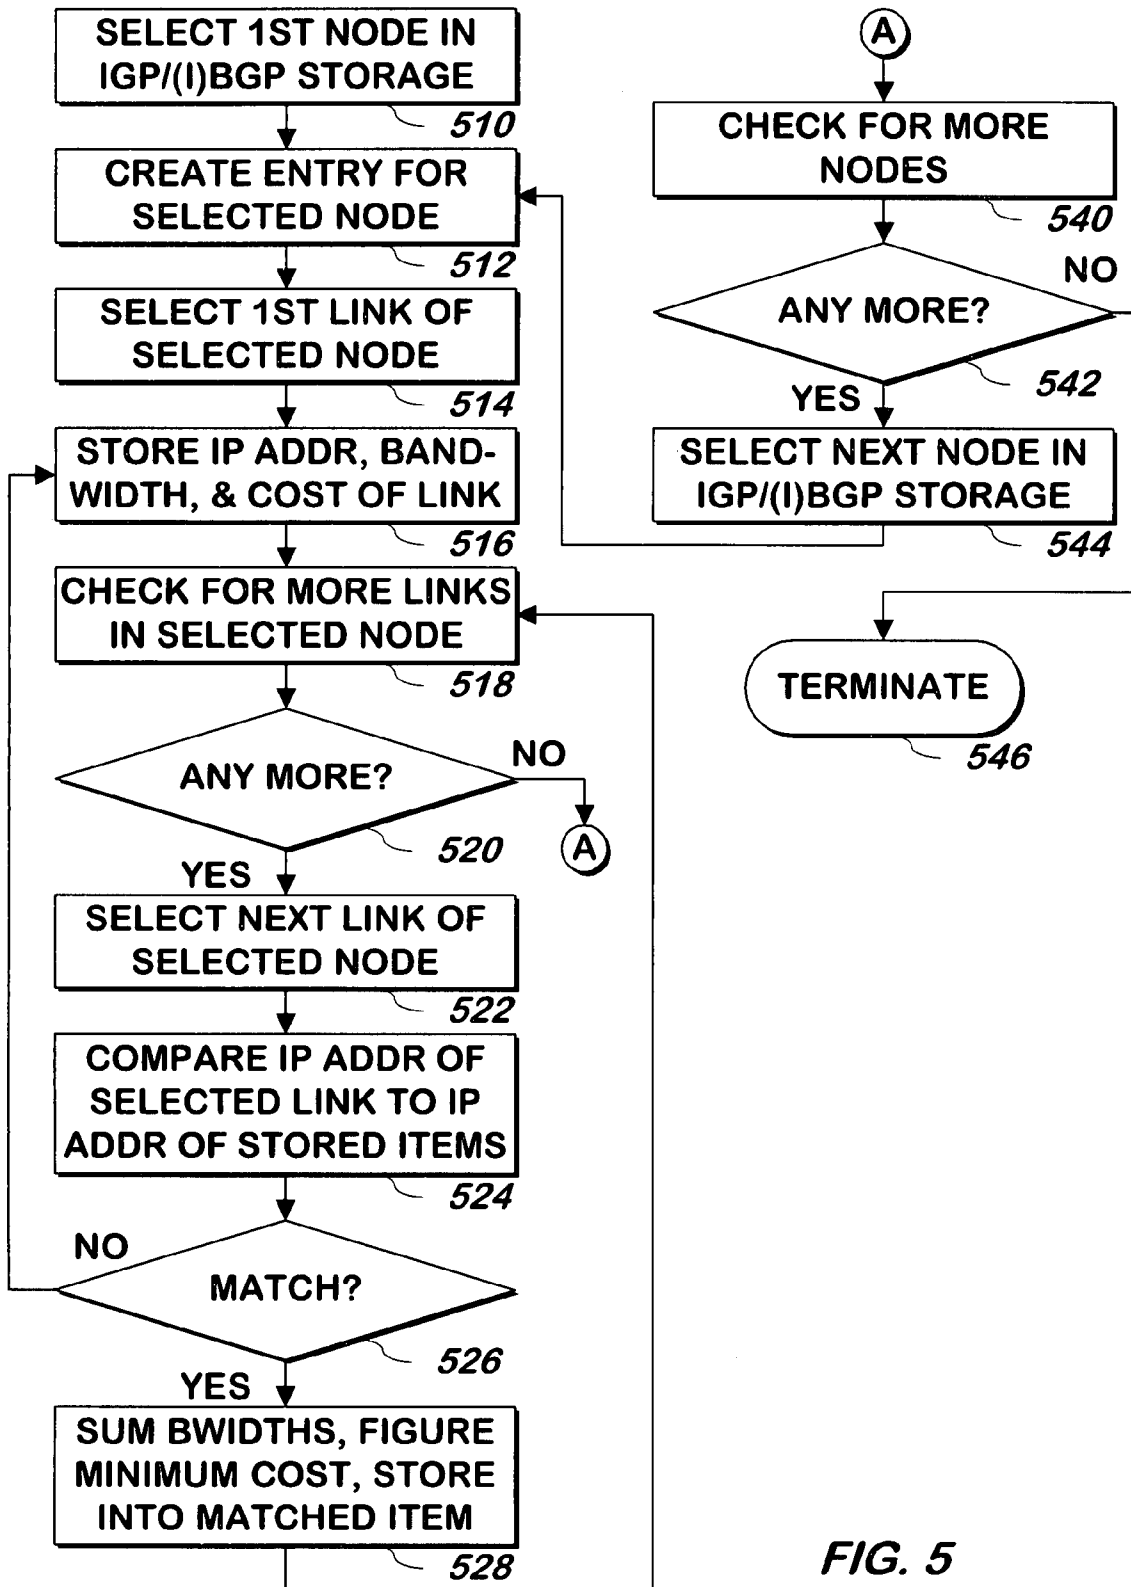 SELECT 1ST NODE IN
IGP/(I)BGP STORAGE
510
CREATE ENTRY FOR
SELECTED NODE
512
SELECT 1ST LINK OF
SELECTED NODE
514
STORE IP ADDR, BAND-
WIDTH, & COST OF LINK
516
CHECK FOR MORE LINKS
IN SELECTED NODE
518
ANY MORE?
NO
520
A
YES
SELECT NEXT LINK OF
SELECTED NODE
522
COMPARE IP ADDR OF
SELECTED LINK TO IP
ADDR OF STORED ITEMS
524
NO
MATCH?
526
YES
SUM BWIDTHS, FIGURE
MINIMUM COST, STORE
INTO MATCHED ITEM
528
A
CHECK FOR MORE
NODES
540
NO
ANY MORE?
542
YES
SELECT NEXT NODE IN
IGP/(I)BGP STORAGE
544
TERMINATE
546
FIG. 5